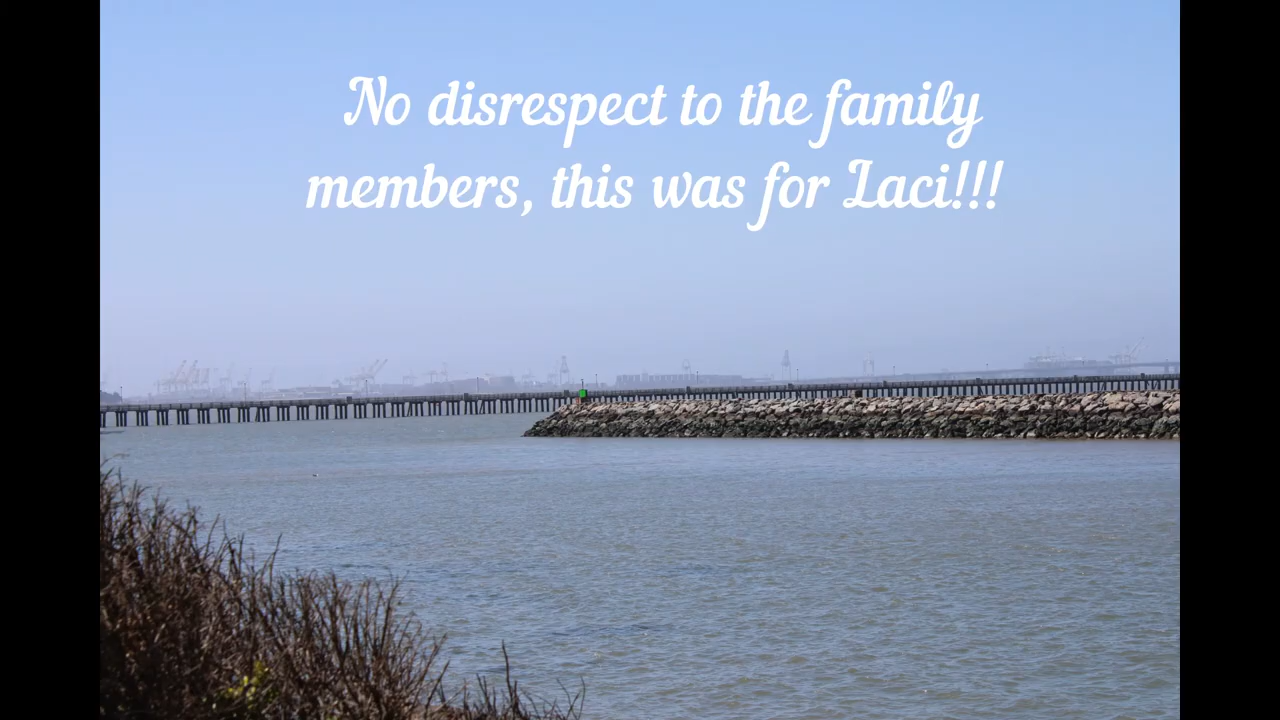 No disrespect to the family
members, this was for Laci!!!